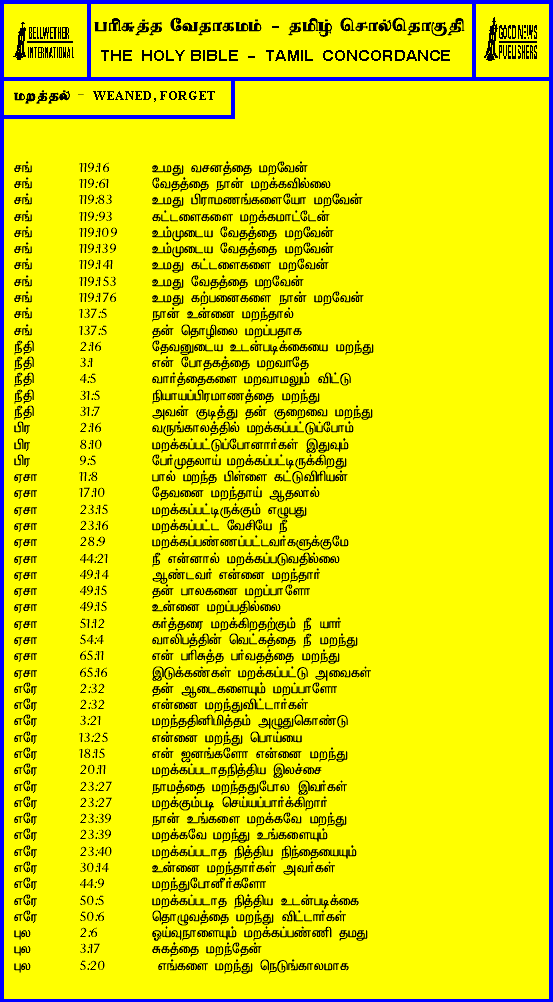 BELLWETHER
INTERNATIONAL
பரிசுத்த வேதாகமம் - தமிழ் சொல்தொகுதி
THE HOLY BIBLE - TAMIL CONCORDANCE
GOOD NEWS
PUBLISHERS
மறத்தல் - WEANED, FORGET
சங் 119:16 உமது வசனத்தை மறவேன்
சங் 119:61 வேதத்தை நான் மறக்கவில்லை
சங் 119:83 உமது பிராமணங்களையோ மறவேன்
சங் 119:93 கட்டளைகளை மறக்கமாட்டேன்
சங் 119:109 உம்முடைய வேதத்தை மறவேன்
சங் 119:139 உம்முடைய வேதத்தை மறவேன்
சங் 119:141 உமது கட்டளைகளை மறவேன்
சங் 119:153 உமது வேதத்தை மறவேன்
சங் 119:176 உமது கற்பனைகளை நான் மறவேன்
சங் 137:5 நான் உன்னை மறந்தால்
சங் 137:5 தன் தொழிலை மறப்பதாக
நீதி 2:16 தேவனுடைய உடன்படிக்கையை மறந்து
நீதி 3:1 என் போதகத்தை மறவாதே
நீதி 4:5 வார்த்தைகளை மறவாமலும் விட்டு
நீதி 31:5 நியாயப்பிரமாணத்தை மறந்து
நீதி 31:7 அவன் குடித்து தன் குறைவை மறந்து
பிர 2:16 வருங்காலத்தில் மறக்கப்பட்டுப்போம்
பிர 8:10 மறக்கப்பட்டுப்போனார்கள் இதுவும்
பிர 9:5 பேர்முதலாய் மறக்கப்பட்டிருக்கிறது
ஏசா 11:8 பால் மறந்த பிள்ளை கட்டுவிரியன்
ஏசா 17:10 தேவனை மறந்தாய் ஆதலால்
ஏசா 23:15 மறக்கப்பட்டிருக்கும் எழுபது
ஏசா 23:16 மறக்கப்பட்ட வேசியே நீ
ஏசா 28:9 மறக்கப்பண்ணப்பட்டவர்களுக்குமே
ஏசா 44:21 நீ என்னால் மறக்கப்படுவதில்லை
ஏசா 49:14 ஆண்டவர் என்னை மறந்தார்
ஏசா 49:15 தன் பாலகனை மறப்பாளோ
ஏசா 49:15 உன்னை மறப்பதில்லை
ஏசா 51:12 கர்த்தரை மறக்கிறதற்கும் நீ யார்
ஏசா 54:4 வாலிபத்தின் வெட்கத்தை நீ மறந்து
ஏசா 65:11 என் பரிசுத்த பர்வதத்தை மறந்து
ஏசா 65:16 இடுக்கண்கள் மறக்கப்பட்டு அவைகள்
எரே 2:32 தன் ஆடைகளையும் மறப்பாளோ
எரே 2:32 என்னை மறந்துவிட்டார்கள்
எரே 3:21 மறந்ததினிமித்தம் அழுதுகொண்டு
எரே 13:25 என்னை மறந்து பொய்யை
எரே 18:15 என் ஜனங்களோ என்னை மறந்து
எரே 20:11 மறக்கப்படாதநித்திய இலச்சை
எரே 23:27 நாமத்தை மறந்ததுபோல இவர்கள்
எரே 23:27 மறக்கும்படி செய்யப்பார்க்கிறார்
எரே 23:39 நான் உங்களை மறக்கவே மறந்து
எரே 23:39 மறக்கவே மறந்து உங்களையும்
எரே 23:40 மறக்கப்படாத நித்திய நிந்தையையும்
எரே 30:14 உன்னை மறந்தார்கள் அவர்கள்
எரே 44:9 மறந்துபோனீர்களோ
எரே 50:5 மறக்கப்படாத நித்திய உடன்படிக்கை
எரே 50:6 தொழுவத்தை மறந்து விட்டார்கள்
புல 2:6 ஓய்வுநாளையும் மறக்கப்பண்ணி தமது
புல 3:17 சுகத்தை மறந்தேன்
புல 5:20 எங்களை மறந்து நெடுங்காலமாக